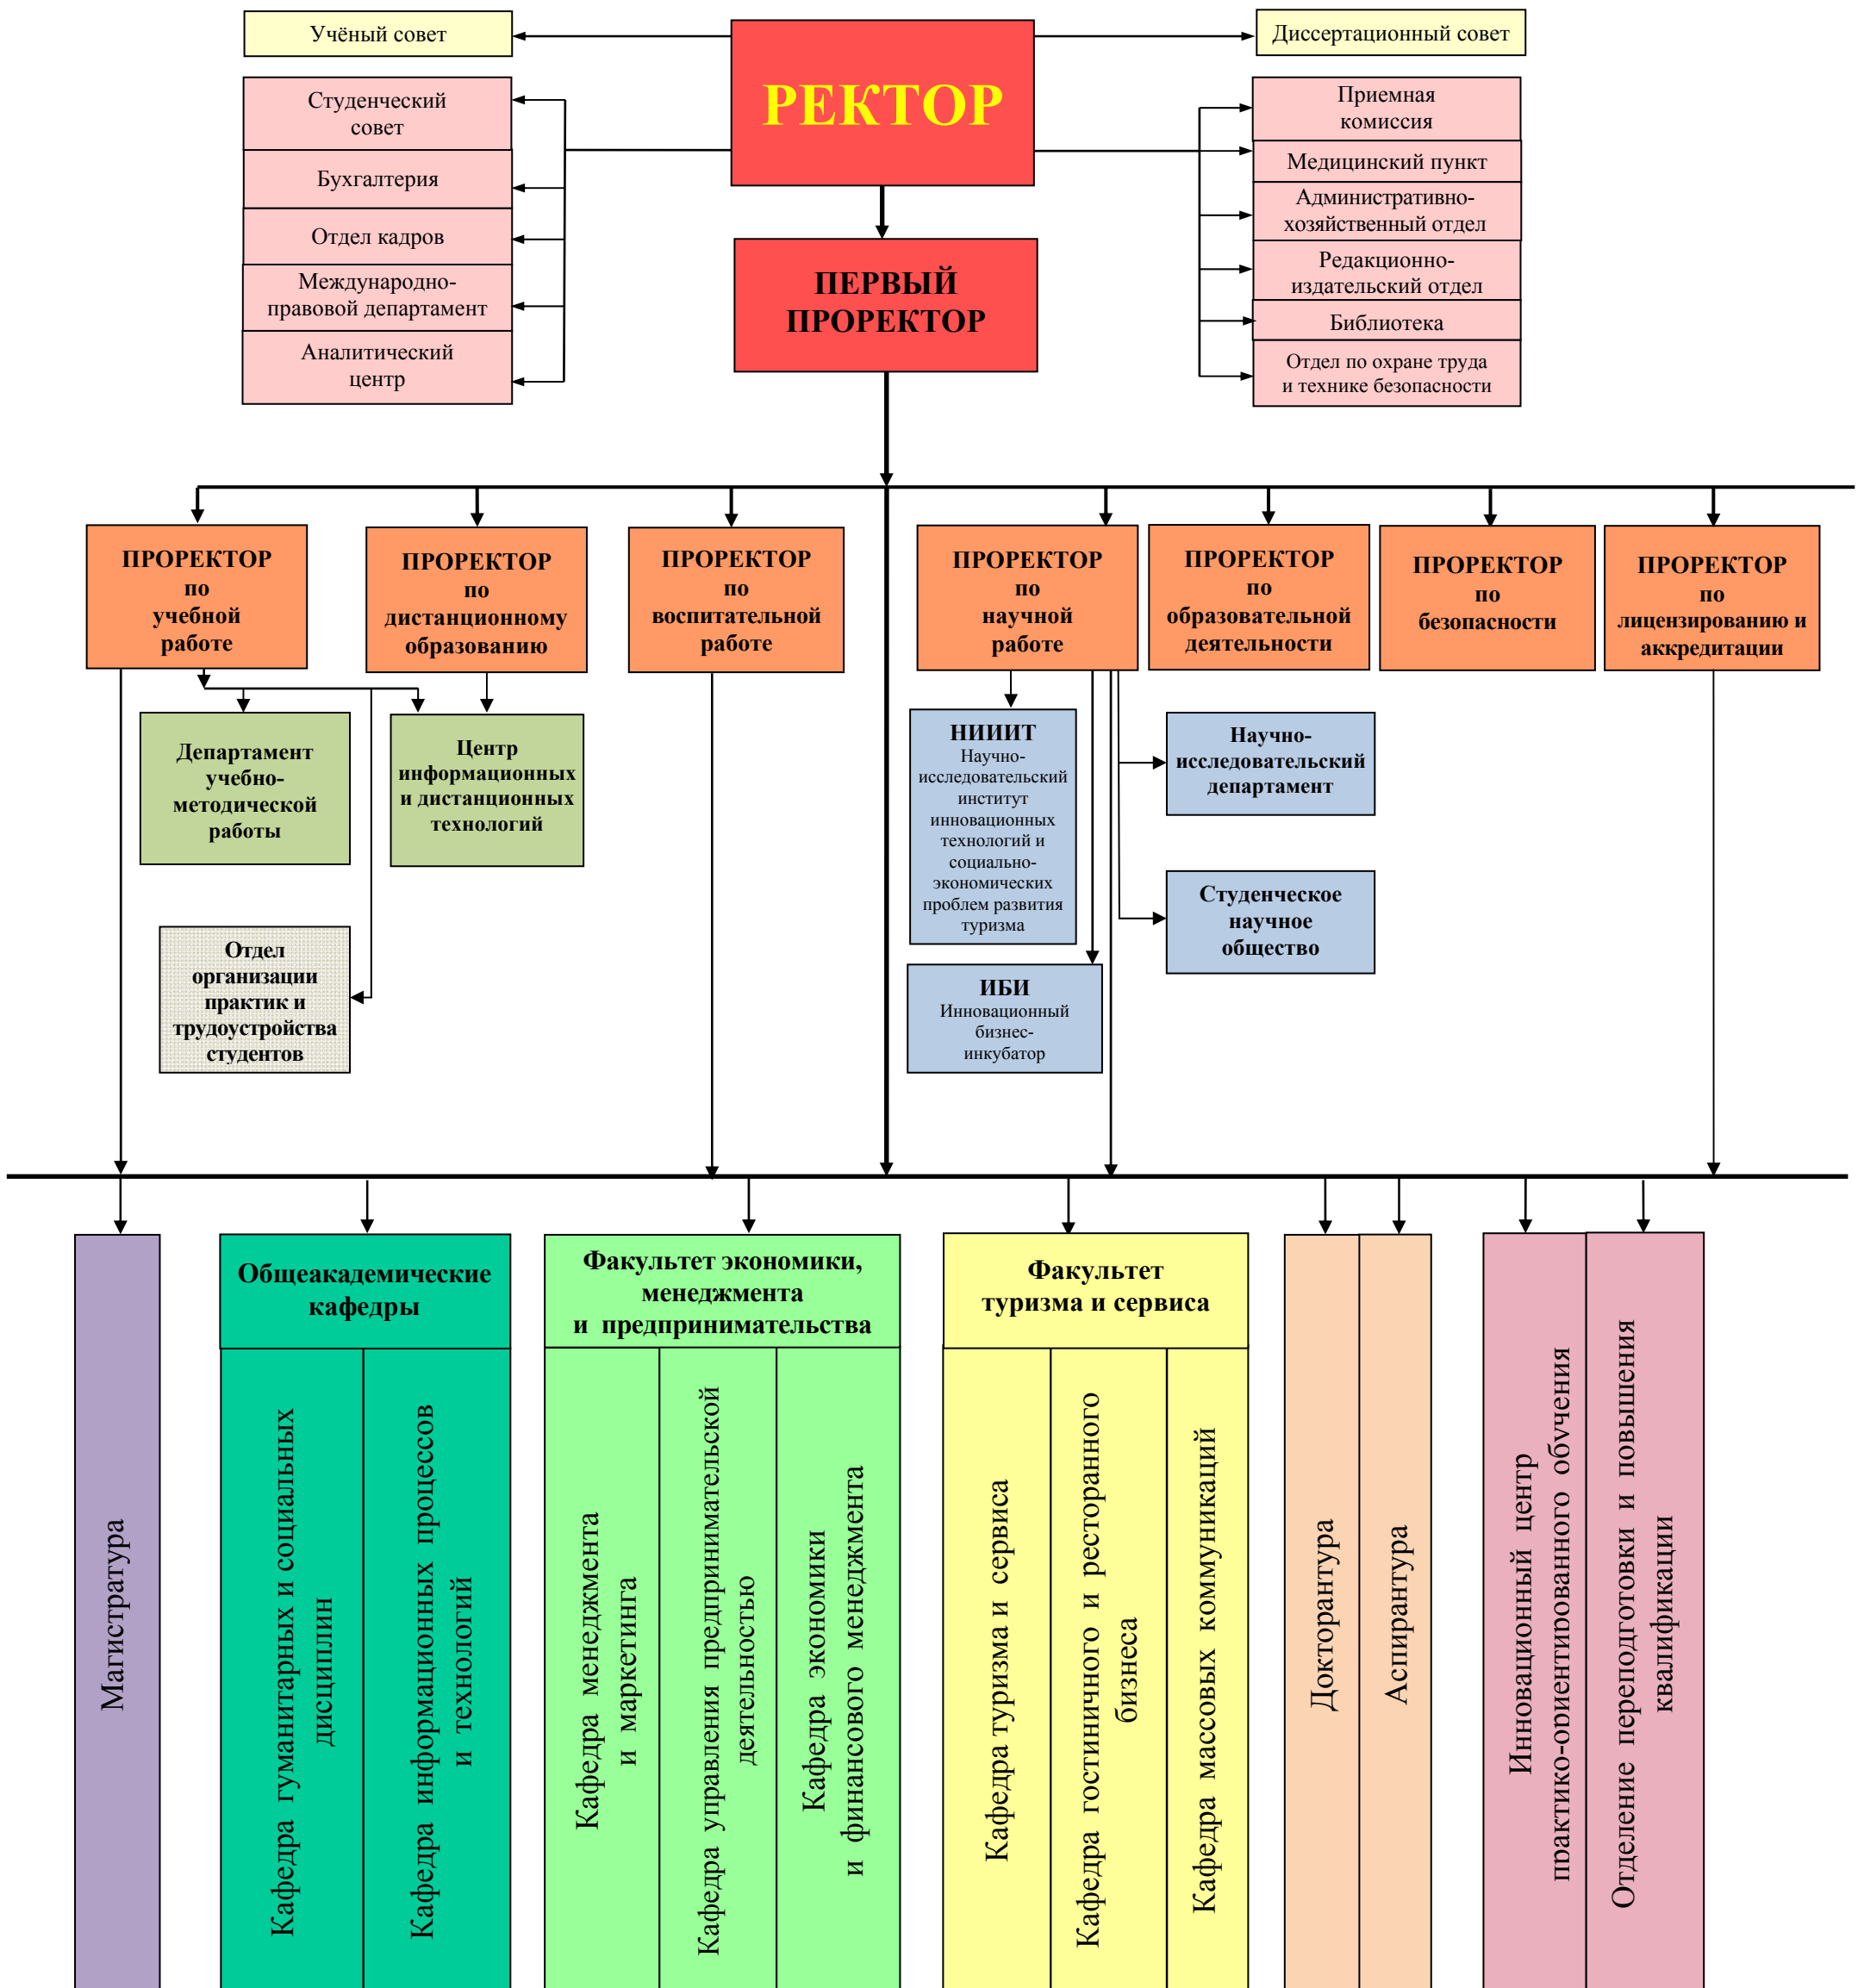 Учёный совет
РЕКТОР
Диссертационный совет
Студенческий
совет
Бухгалтерия
Отдел кадров
Международно-
правовой департамент
Аналитический
центр
Приемная
комиссия
Медицинский пункт
Административно-
хозяйственный отдел
Редакционно-
издательский отдел
Библиотека
Отдел по охране труда
и технике безопасности
ПЕРВЫЙ
ПРОРЕКТОР
ПРОРЕКТОР
по
учебной
работе
ПРОРЕКТОР
по
дистанционному
образованию
ПРОРЕКТОР
по
воспитательной
работе
ПРОРЕКТОР
по
научной
работе
ПРОРЕКТОР
по
образовательной
деятельности
ПРОРЕКТОР
по
безопасности
ПРОРЕКТОР
по
лицензированию и
аккредитации
Департамент
учебно-
методической
работы
Центр
информационных
и дистанционных
технологий
НИИИТ
Научно-
исследовательский
институт
инновационных
технологий и
социально-
экономических
проблем развития
туризма
Научно-
исследовательский
департамент
Студенческое
научное
общество
Отдел
организации
практик и
трудоустройства
студентов
ИБИ
Инновационный
бизнес-
инкубатор
Магистратура
Общеакадемические
кафедры
Кафедра гуманитарных и социальных
дисциплин
Кафедра информационных процессов
и технологий
Факультет экономики,
менеджмента
и предпринимательства
Кафедра менеджмента
и маркетинга
Кафедра управления предпринимательской
деятельностью
Кафедра экономики
и финансового менеджмента
Факультет
туризма и сервиса
Кафедра туризма и сервиса
Кафедра гостиничного и ресторанного
бизнеса
Кафедра массовых коммуникаций
Докторантура
Аспирантура
Инновационный центр
практико-ориентированного обучения
Отделение переподготовки и повышения
квалификации